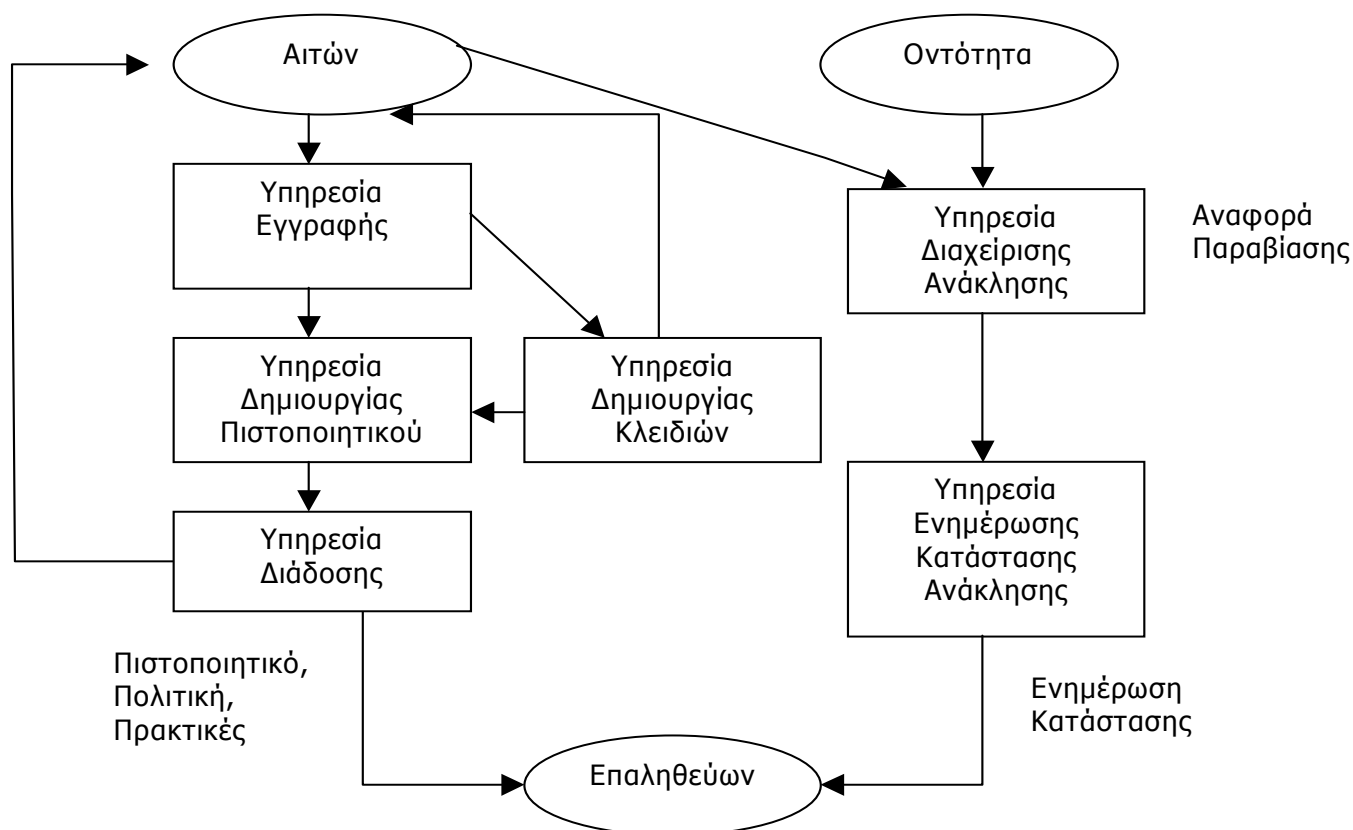 Αιτών
Οντότητα
Υπηρεσία
Εγγραφής
Υπηρεσία
Διαχείρισης
Ανάκλησης
Αναφορά
Παραβίασης
Υπηρεσία
Δημιουργίας
Πιστοποιητικού
Υπηρεσία
Δημιουργίας
Κλειδιών
Υπηρεσία
Ενημέρωσης
Κατάστασης
Ανάκλησης
Υπηρεσία
Διάδοσης
Πιστοποιητικό,
Πολιτική,
Πρακτικές
Ενημέρωση
Κατάστασης
Επαληθεύων